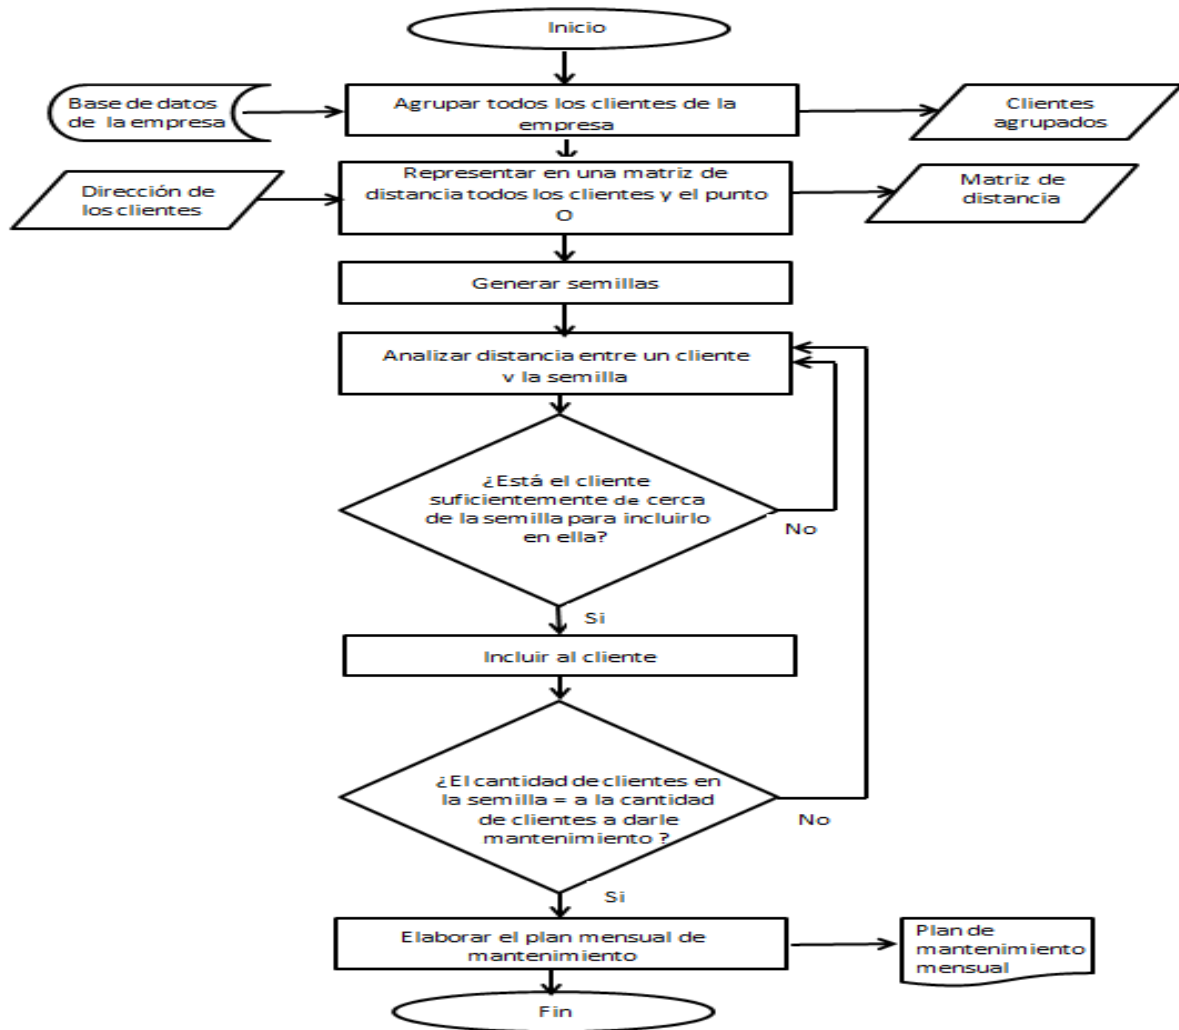 Inicio
Base de datos
de la empresa
Agrupar todos los clientes de la
empresa
Clientes
agrupados
Dirección de
los clientes
Representar en una matriz de
distancia todos los clientes y el punto
O
Matriz de
distancia
Generar semillas
Analizar distancia entre un cliente
y la semilla
¿Está el cliente
suficientemente de cerca
de la semilla para incluirlo
en ella?
No
Si
Incluir al cliente
¿El cantidad de clientes en
la semilla = a la cantidad
de clientes a darle
mantenimiento ?
No
Si
Elaborar el plan mensual de
mantenimiento
Plan de
mantenimiento
mensual
Fin